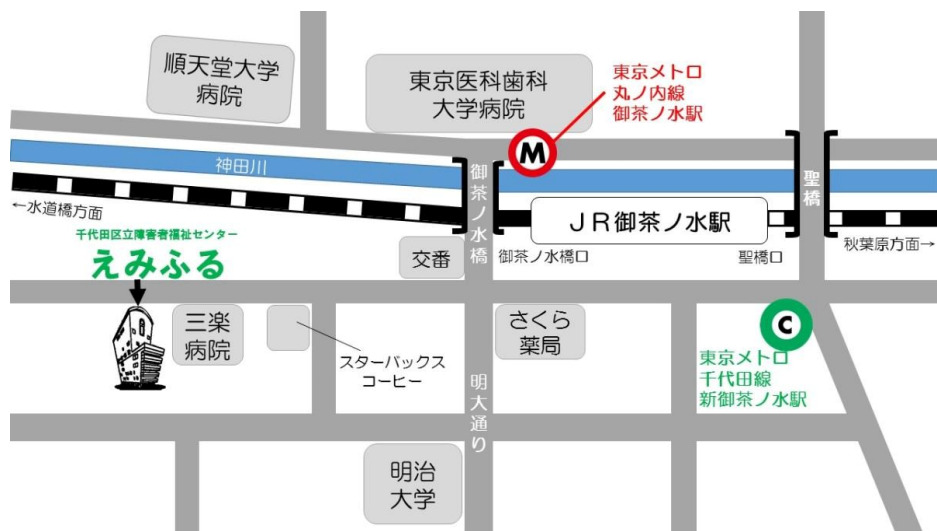 順天堂大学
病院
東京医科歯科
大学病院
東京メトロ
丸ノ内線
御茶ノ水駅
M
神田川
御茶ノ水橋
聖橋
←水道橋方面
JR御茶ノ水駅
御茶ノ水橋口
聖橋口
秋葉原方面→
千代田区立障害者福祉センター
えみふる
交番
三楽
病院
スターバックス
コーヒー
さくら
薬局
C
東京メトロ
千代田線
新御茶ノ水駅
明大通り
明治
大学